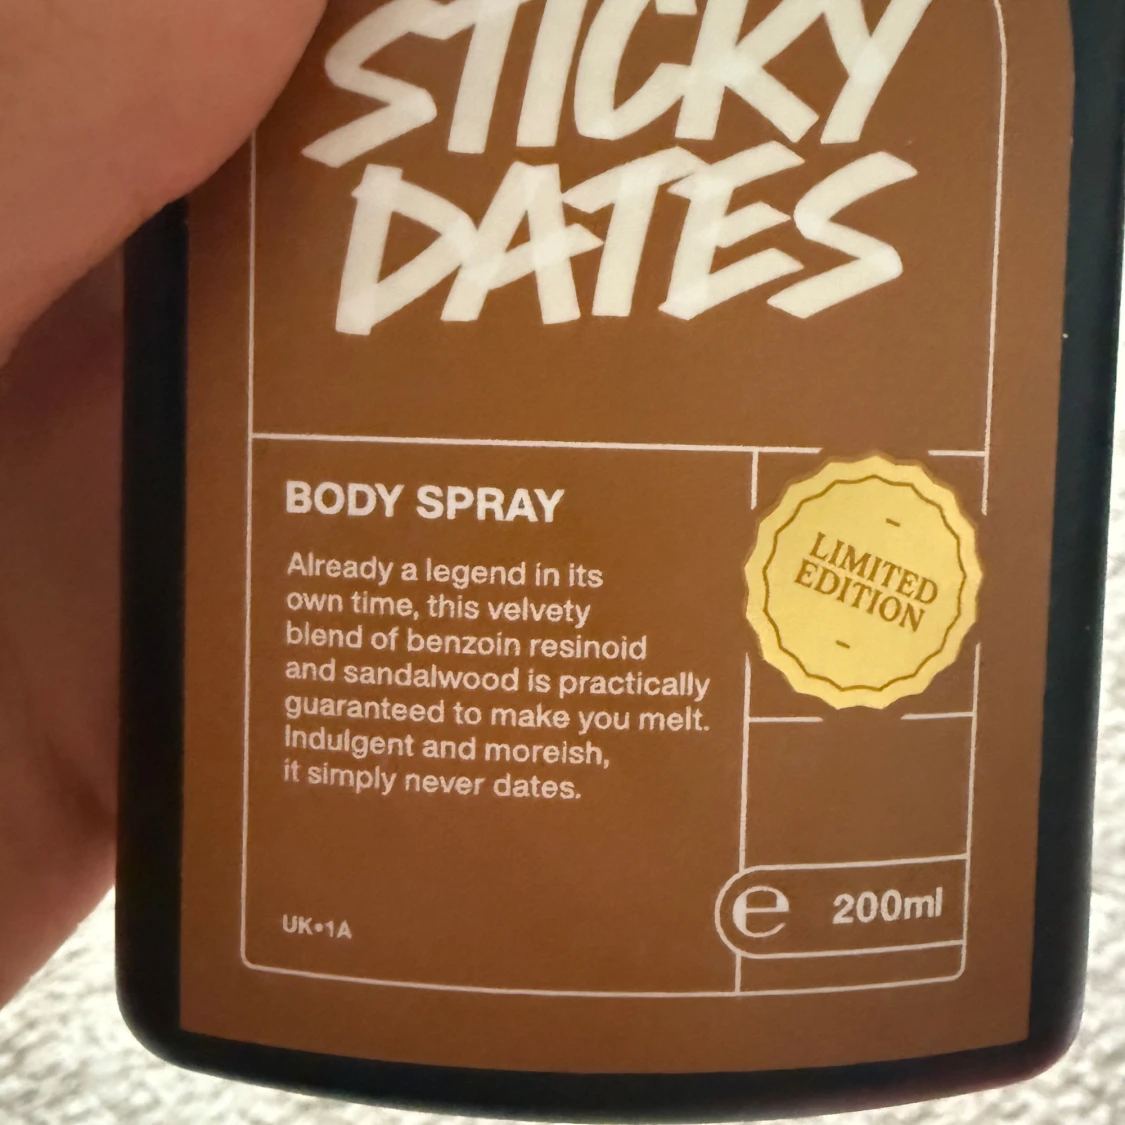 STICKY
DATES
BODY SPRAY
Already a legend in its
own time, this velvety
blend of benzoin resinoid
and sandalwood is practically
guaranteed to make you melt.
Indulgent and moreish,
it simply never dates.
LIMITED
EDITION
UK•1A
e 200ml